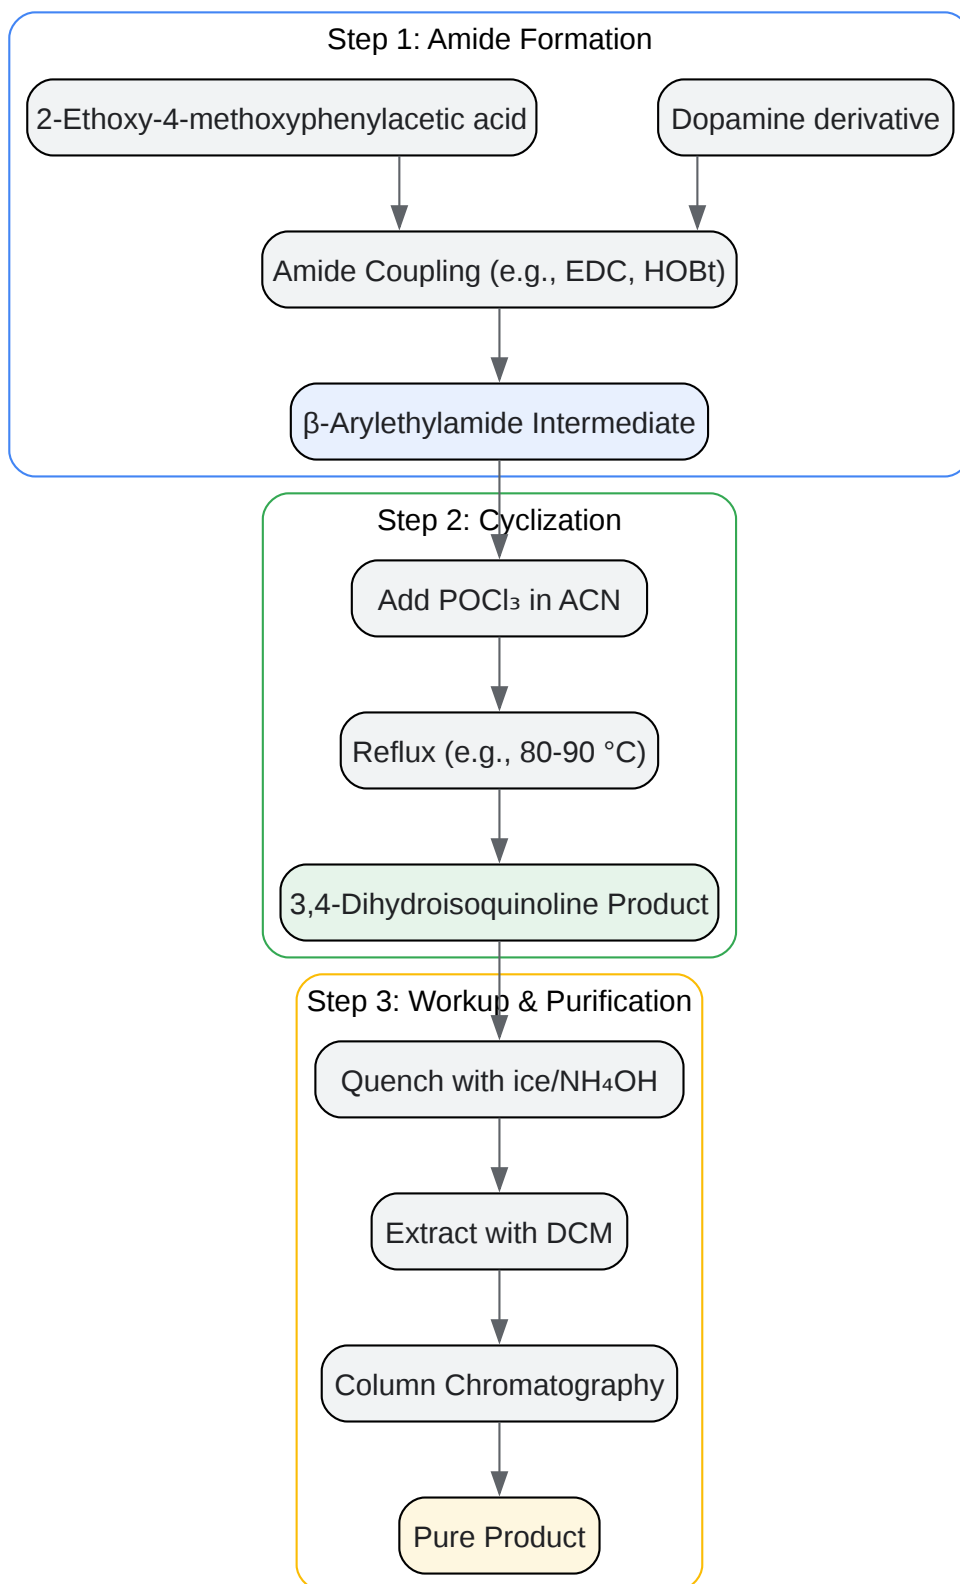 Step 1: Amide Formation
2-Ethoxy-4-methoxyphenylacetic acid
Dopamine derivative
Amide Coupling (e.g., EDC, HOBt)
β-Arylethylamide Intermediate
Step 2: Cyclization
Add POCl₃ in ACN
Reflux (e.g., 80-90 °C)
3,4-Dihydroisoquinoline Product
Step 3: Workup & Purification
Quench with ice/NH₄OH
Extract with DCM
Column Chromatography
Pure Product